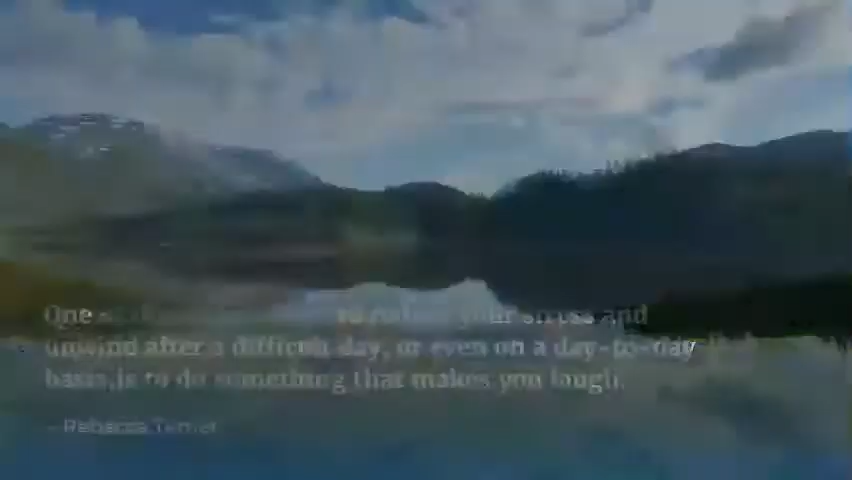 One to reduce your stress and
unwind after a difficult day, or even on a day-to-day
basis, is to do something that makes you laugh.
- Rebecca Turner